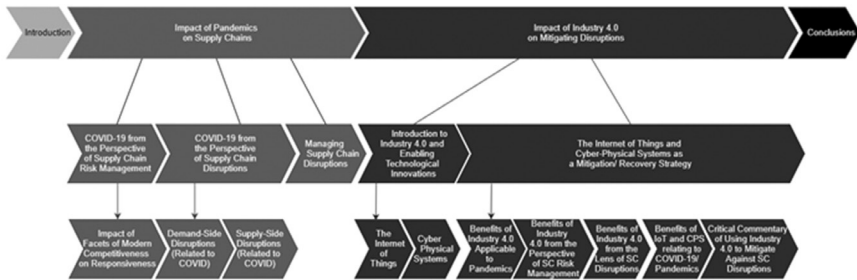 Introduction
Impact of Pandemics
on Supply Chains
Impact of Industry 4.0
on Mitigating Disruptions
Conclusions
COVID-19 from
the Perspective
of Supply Chain
Risk Management
COVID-19 from
the Perspective
of Supply Chain
Disruptions
Managing
Supply Chain
Disruptions
Introduction to
Industry 4.0 and
Enabling
Technological
Innovations
The Internet of Things and
Cyber-Physical Systems as
a Mitigation/ Recovery Strategy
Impact of
Facets of Modern
Competitiveness
on Responsiveness
Demand-Side
Disruptions
(Related to
COVID)
Supply-Side
Disruptions
(Related to
COVID)
The
Internet of
Things
Cyber
Physical
Systems
Benefits of
Industry 4.0
Applicable to
Pandemics
Benefits of
Industry 4.0
from the
Perspective
of SC Risk
Management
Benefits of
Industry 4.0
from the
Lens of SC
Disruptions
Benefits of
IoT and CPS
relating to
COVID-19/
Pandemics
Critical Commentary
of Using Industry
4.0 to Mitigate
Against SC
Disruptions